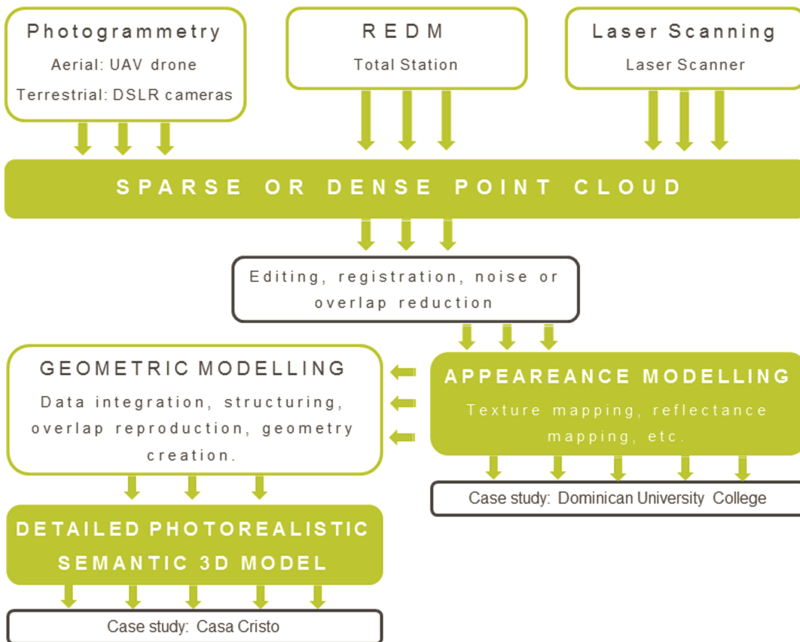 Photogrammetry
Aerial: UAV drone
Terrestrial: DSLR cameras
REDM
Total Station
Laser Scanning
Laser Scanner
SPARSE OR DENSE POINT CLOUD
Editing, registration, noise or
overlap reduction
GEOMETRIC MODELLING
Data integration, structuring,
overlap reproduction, geometry
creation.
APPEAREANCE MODELLING
Texture mapping, reflectance
mapping, etc.
Case study: Dominican University College
DETAILED PHOTOREALISTIC
SEMANTIC 3D MODEL
Case study: Casa Cristo